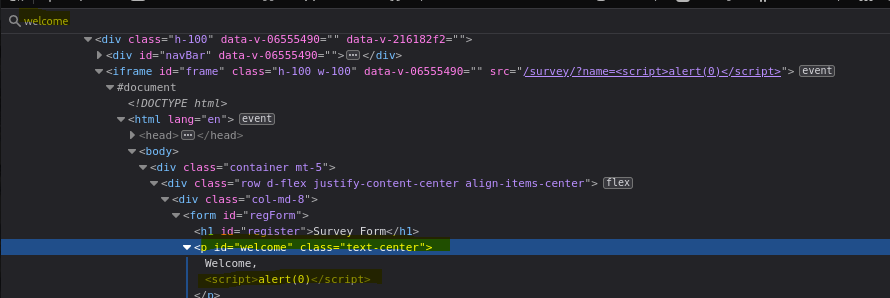 welcome
<div class="h-100" data-v-06555490="" data-v-216182f2="">
<div id="navBar" data-v-06555490="">⋯</div>
<iframe id="frame" class="h-100 w-100" data-v-06555490="" src="/survey/?name=<script>alert(0)</script>"> event
#document
<!DOCTYPE html>
<html lang="en"> event
<head>⋯</head>
<body>
<div class="container mt-5">
<div class="row d-flex justify-content-center align-items-center"> flex
<div class="col-md-8">
<form id="regForm">
<h1 id="register">Survey Form</h1>
<p id="welcome" class="text-center">
Welcome,
<script>alert(0)</script>
</p>